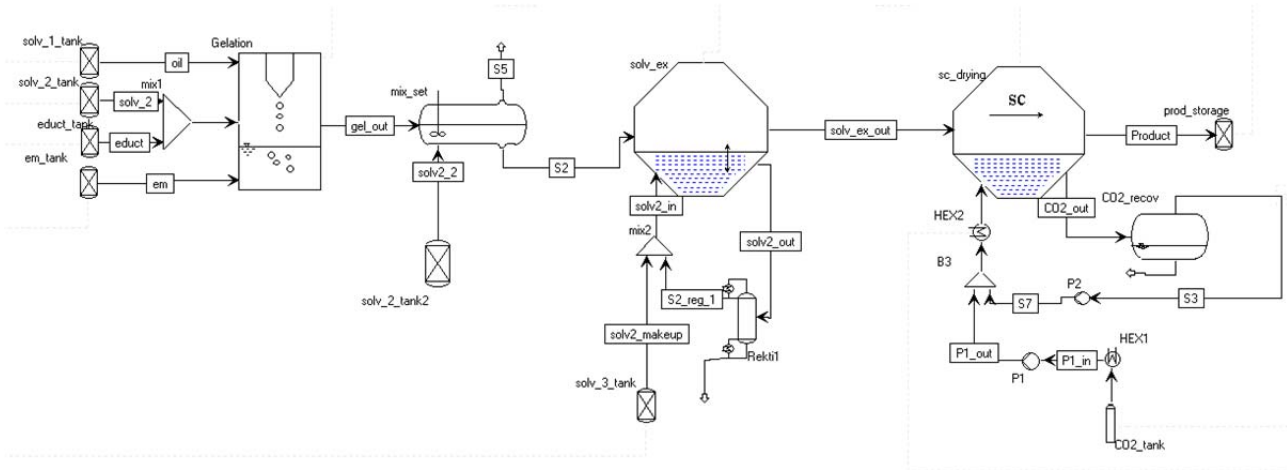 solv_1_tank
oil
Gelation
solv_2_tank
mix1
solv_2
educt_tank
educt
em_tank
em
gel_out
mix_set
S5
solv2_2
solv_2_tank2
S2
solv_ex
solv_ex_out
solv2_in
mix2
solv2_out
S2_reg_1
solv2_makeup
Rekti1
solv_3_tank
sc_drying
SC
Product
prod_storage
CO2_out
CO2_recov
HEX2
B3
S7
P2
S3
P1_out
P1
P1_in
HEX1
CO2_tank